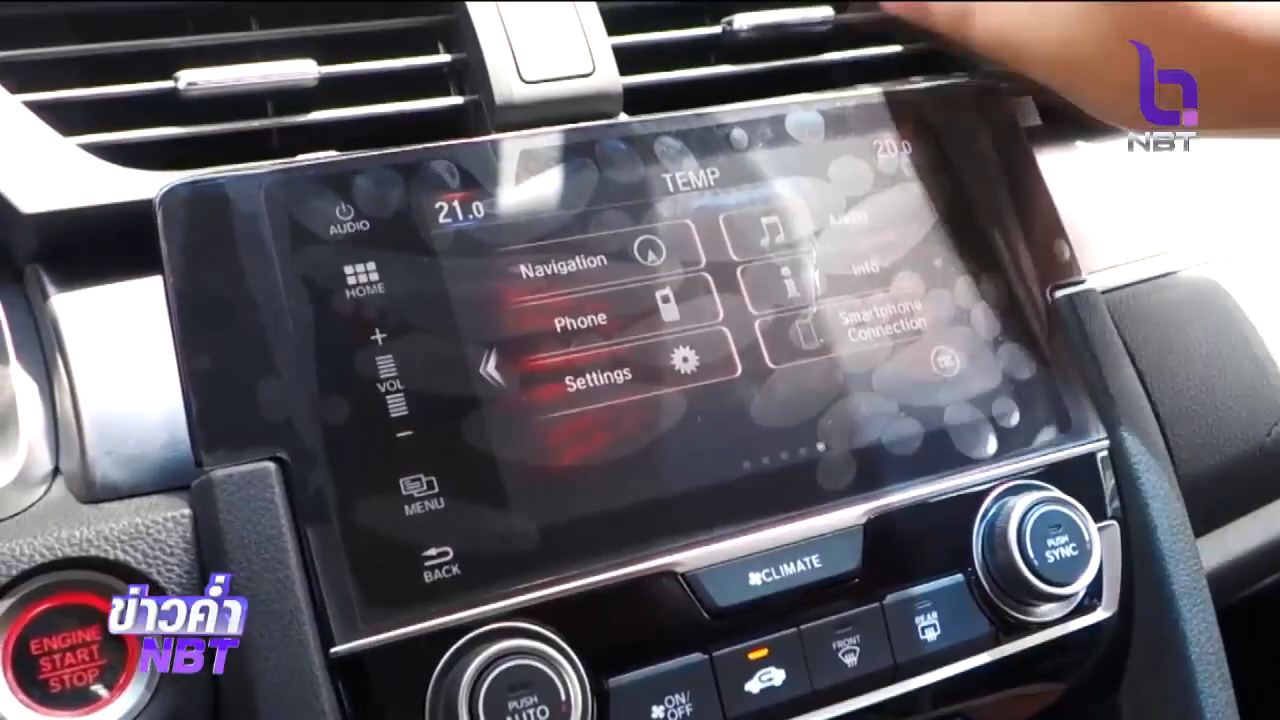 NBT
TEMP
21.0
20.0
AUDIO
HOME
VOL
MENU
BACK
Navigation
Phone
Settings
Audio
Info
Smartphone
Connection
CLIMATE
PUSH
SYNC
ENGINE
START
STOP
PUSH
AUTO
ON/
OFF
FRONT
REAR
ข่าวค่ำ
NBT